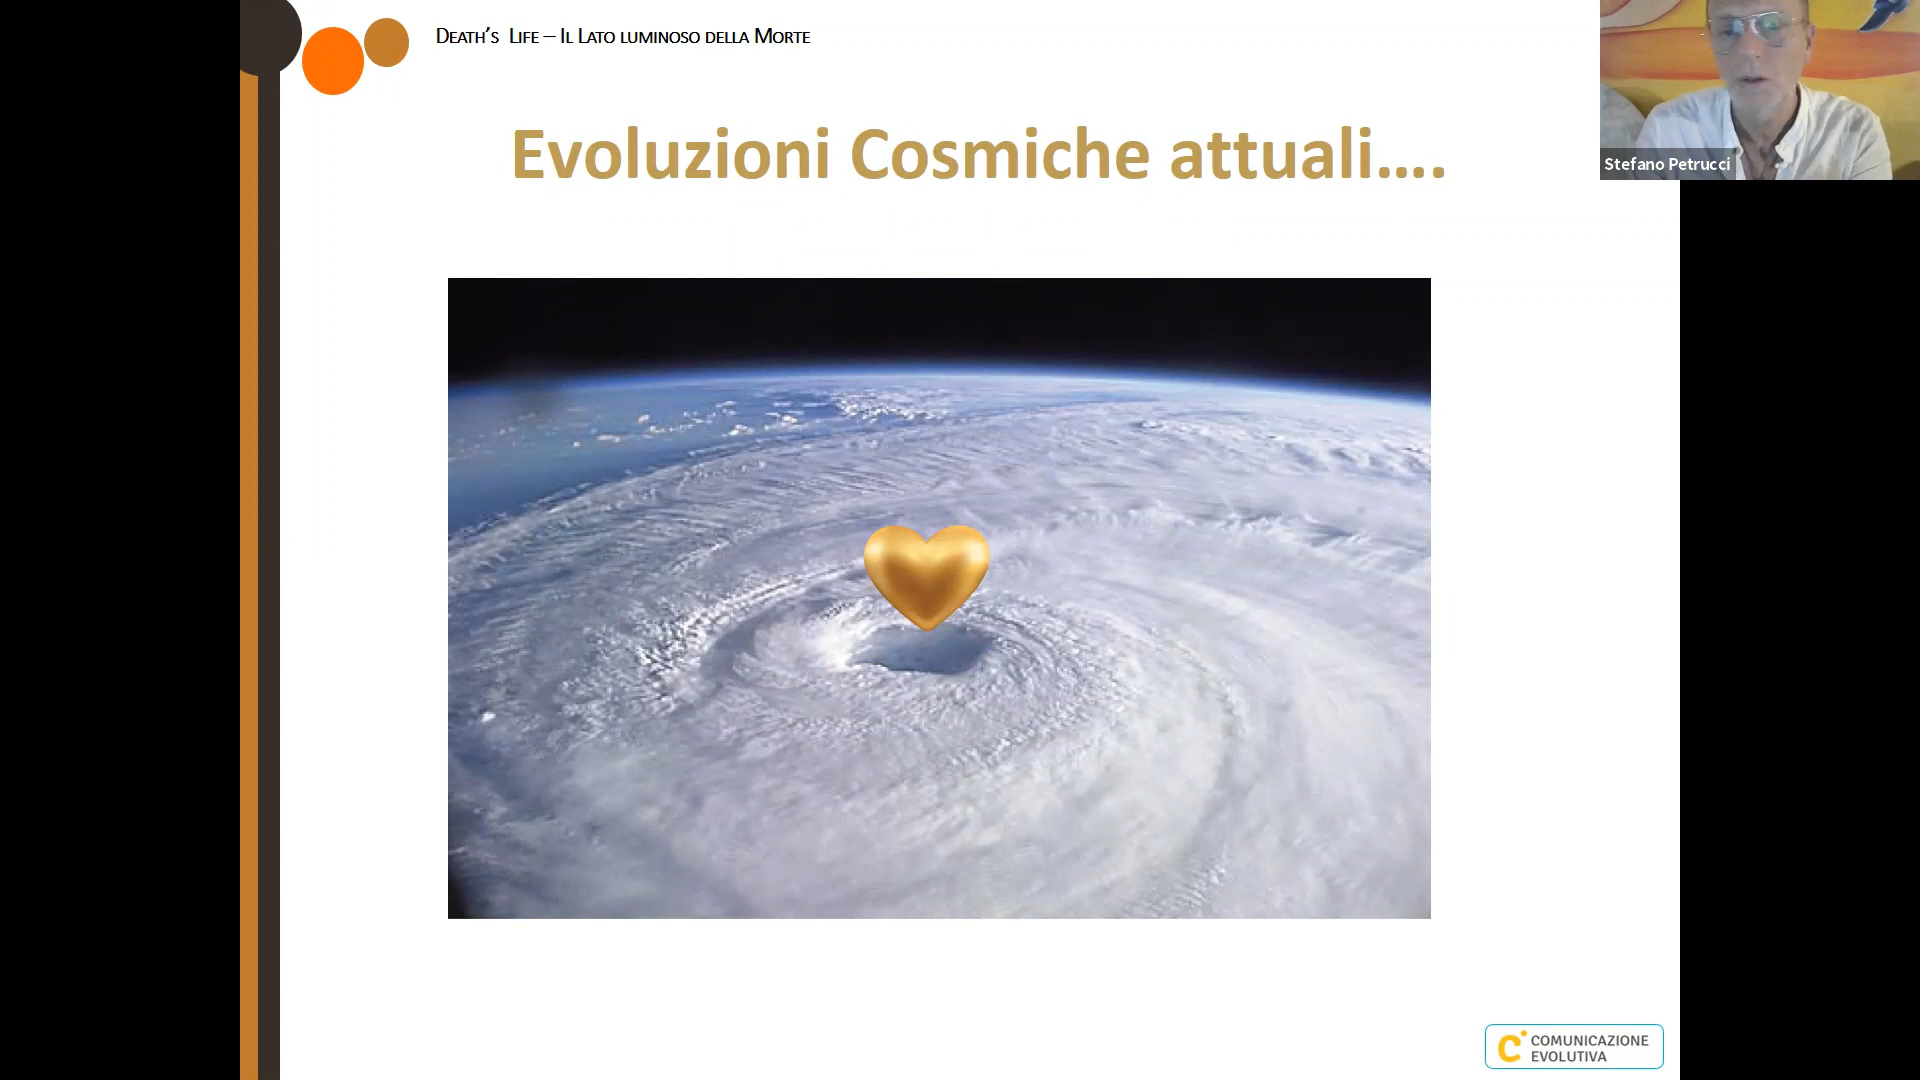 Death's Life – Il Lato luminoso della Morte
Evoluzioni Cosmiche attuali….
Stefano Petrucci
COMUNICAZIONE
EVOLUTIVA